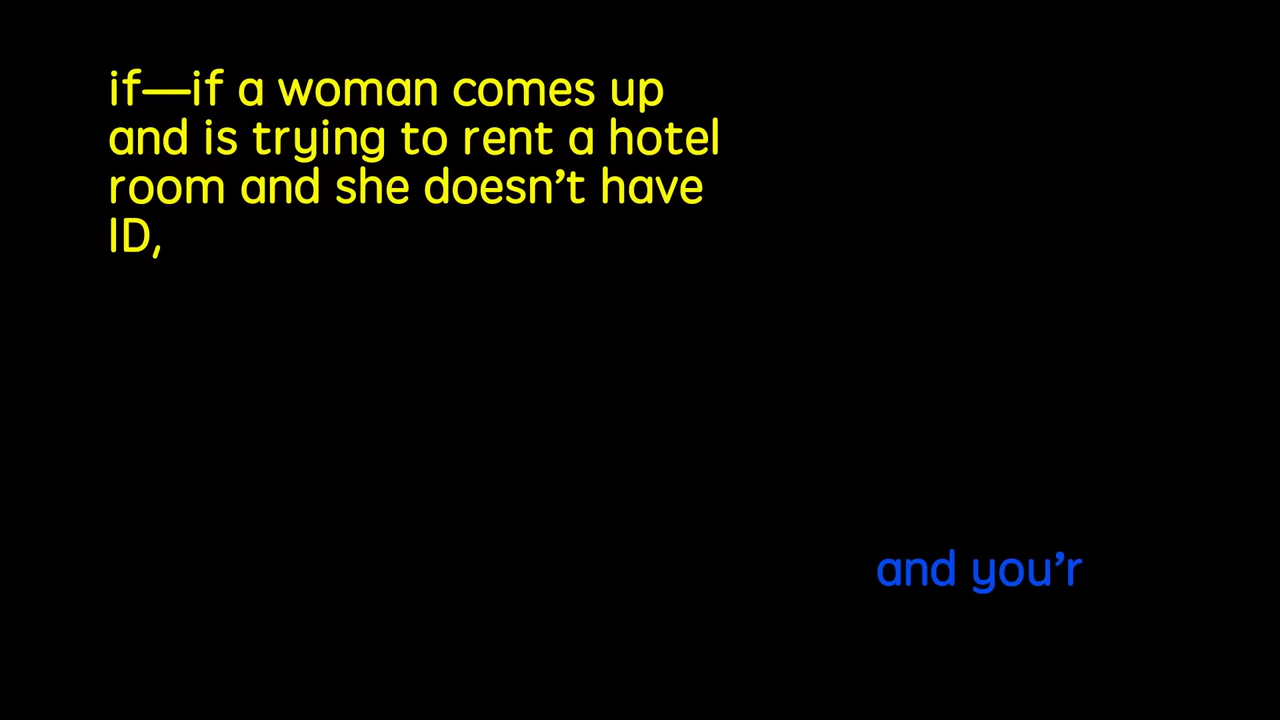 if—if a woman comes up
and is trying to rent a hotel
room and she doesn’t have
ID,
and you’r